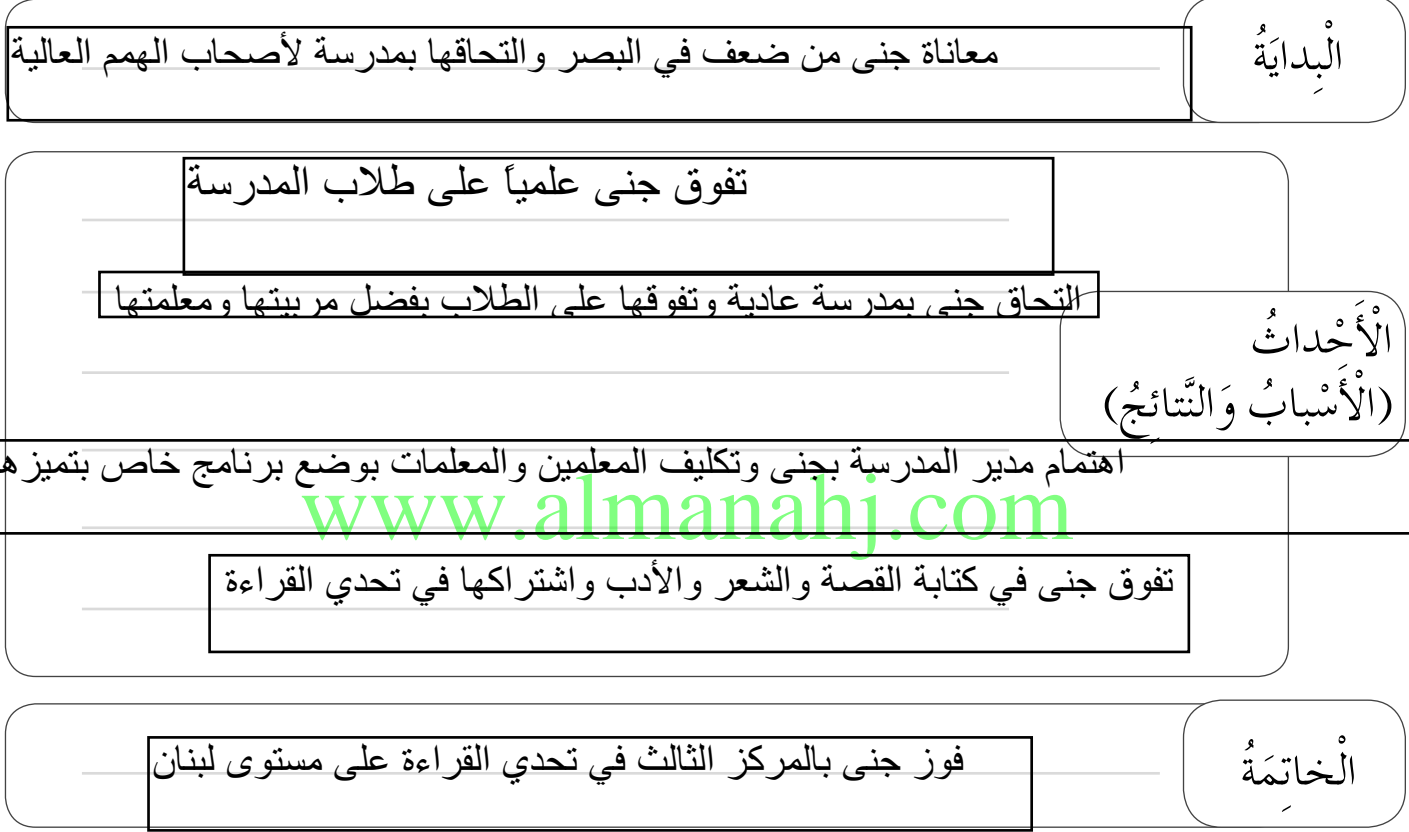 الْبِدايَةُ
معاناة جنى من ضعف في البصر والتحاقها بمدرسة لأصحاب الهمم العالية
تفوق جنى علمياً على طلاب المدرسة
التحاق جنى بمدرسة عادية وتفوقها على الطلاب بفضل مربيتها ومعلمتها
الْأَحْداثُ
(الْأَسْبابُ وَالنَّتائِجُ)
اهتمام مدير المدرسة بجنى وتكليف المعلمين والمعلمات بوضع برنامج خاص بتميزه
www.almanahj.com
تفوق جنى في كتابة القصة والشعر والأدب واشتراكها في تحدي القراءة
الْخاتِمَةُ
فوز جنى بالمركز الثالث في تحدي القراءة على مستوى لبنان